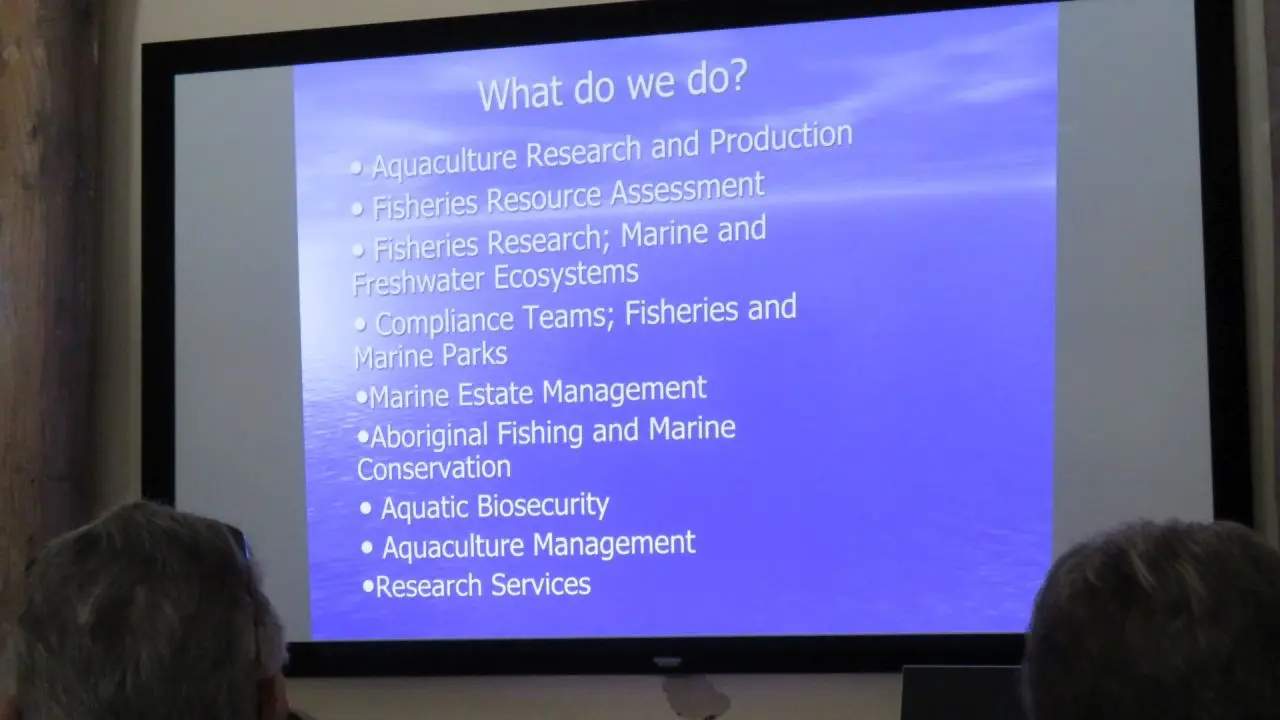 What do we do?
• Aquaculture Research and Production
• Fisheries Resource Assessment
• Fisheries Research; Marine and
Freshwater Ecosystems
• Compliance Teams; Fisheries and
Marine Parks
•Marine Estate Management
•Aboriginal Fishing and Marine
Conservation
• Aquatic Biosecurity
• Aquaculture Management
•Research Services